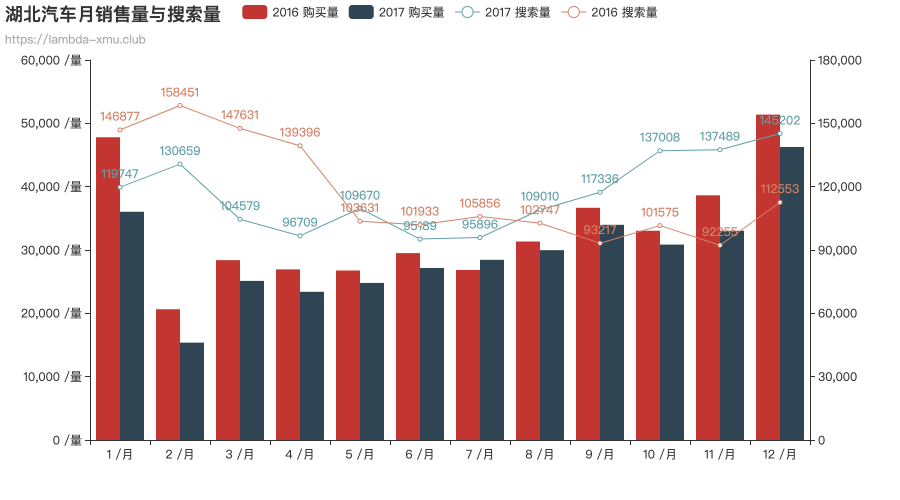 湖北汽车月销售量与搜索量
https://lambda-xmu.club
2016 购买量 2017 购买量 2017 搜索量 2016 搜索量
60,000 /量
50,000 /量
40,000 /量
30,000 /量
20,000 /量
10,000 /量
0 /量
180,000
150,000
120,000
90,000
60,000
30,000
0
146877 158451 147631 139396 103631 101933 105856 102747 93217 101575 92255 112553
119747 130659 104579 96709 109670 95189 95896 109010 117336 137008 137489 145202
1 /月 2 /月 3 /月 4 /月 5 /月 6 /月 7 /月 8 /月 9 /月 10 /月 11 /月 12 /月